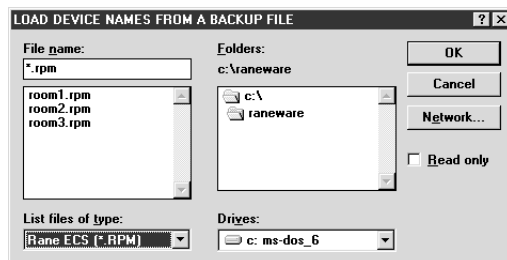 LOAD DEVICE NAMES FROM A BACKUP FILE
File name:
*.rpm
room1.rpm
room2.rpm
room3.rpm
List files of type:
Rane ECS (*.RPM)
Folders:
c:\raneware
c:\
raneware
Drives:
c: ms-dos_6
OK
Cancel
Network...
Read only